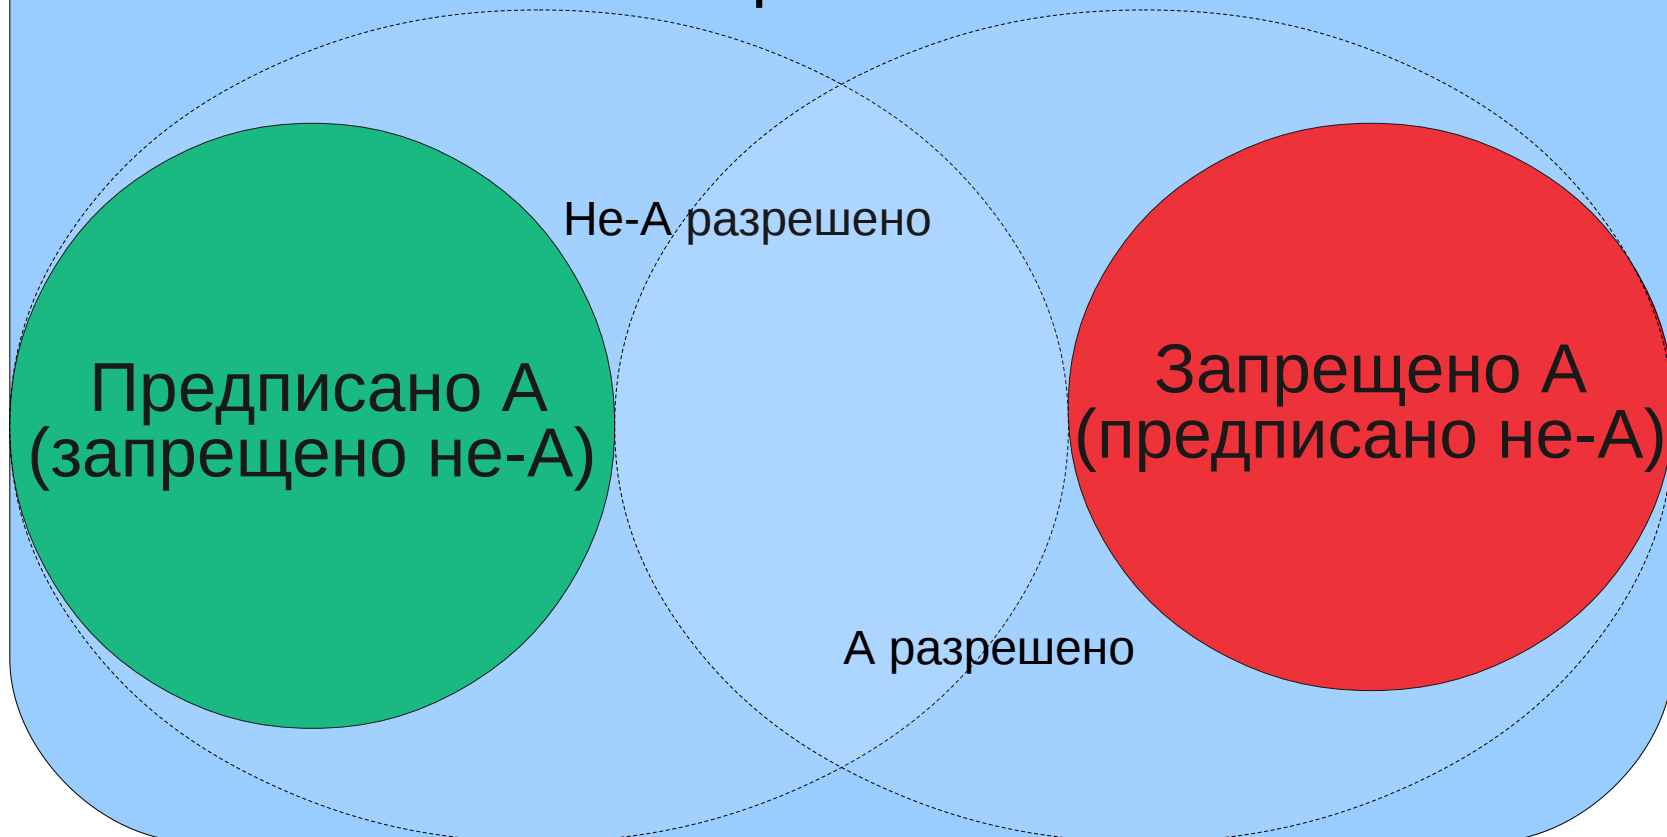 Не-А разрешено
Предписано А
(запрещено не-А)
Запрещено А
(предписано не-А)
А разрешено